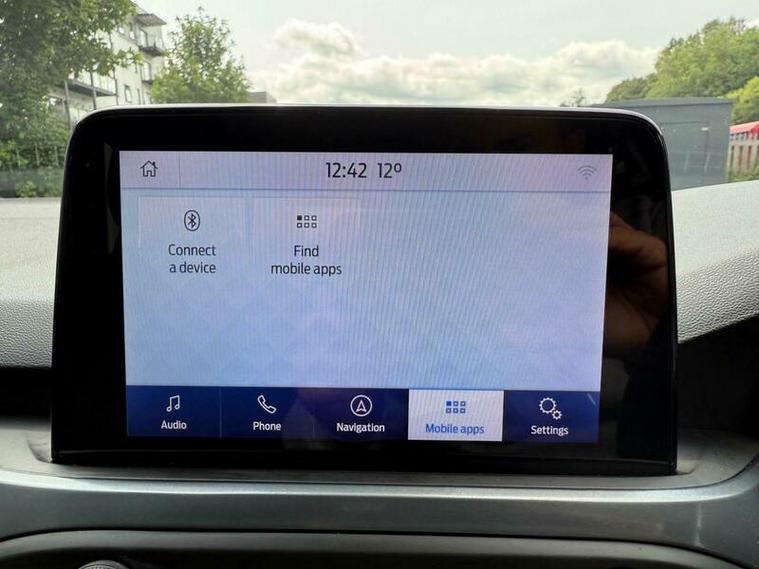 12:42 12°
Connect
a device
Find
mobile apps
Audio
Phone
Navigation
Mobile apps
Settings